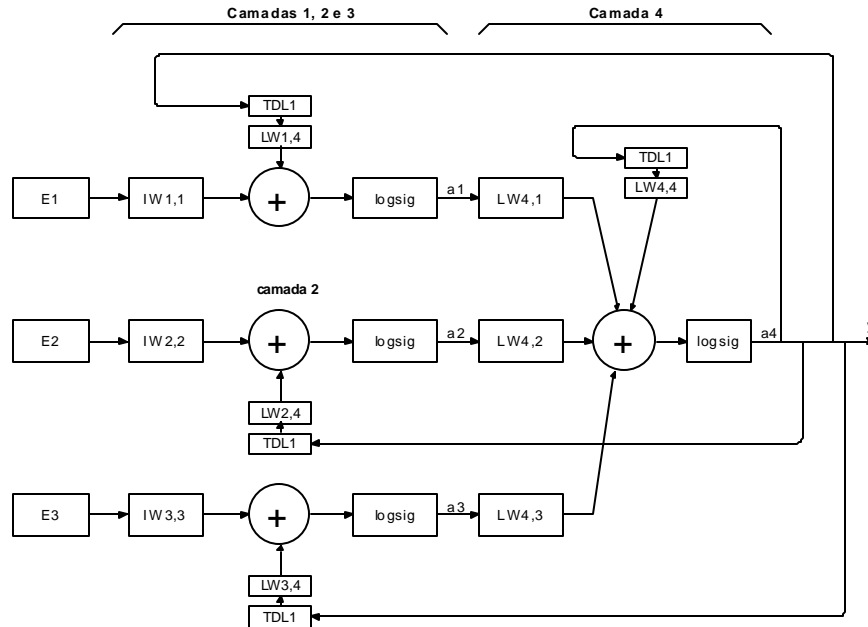 Camadas 1, 2 e 3
Camada 4
TDL1
LW1,4
TDL1
LW4,4
E1
IW1,1
+
logsig
a1
LW4,1
camada 2
E2
IW2,2
+
logsig
a2
LW4,2
+
logsig
a4
LW2,4
TDL1
E3
IW3,3
+
logsig
a3
LW4,3
LW3,4
TDL1